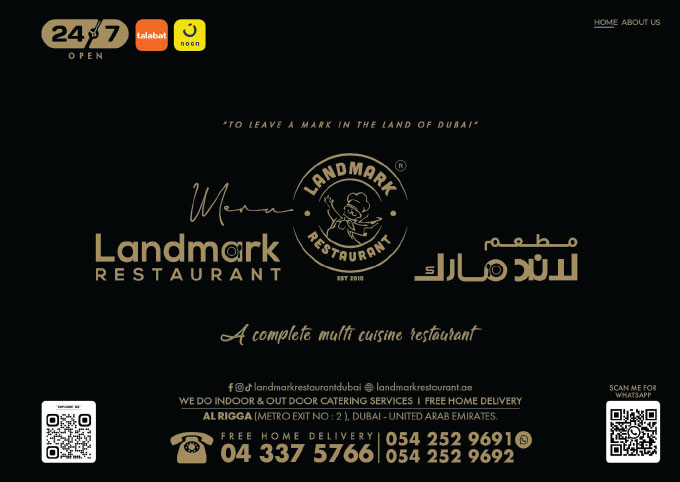 24/7
OPEN
talabat
noon
HOME ABOUT US
"TO LEAVE A MARK IN THE LAND OF DUBAI"
Menu
LANDMARK
RESTAURANT
®
EST 2010
Landmark
RESTAURANT
مطعم
لاند مارك
A complete multi cuisine restaurant
landmarkrestaurantdubai landmarkrestaurant.ae
WE DO INDOOR & OUT DOOR CATERING SERVICES I FREE HOME DELIVERY
AL RIGGA (METRO EXIT NO : 2 ), DUBAI - UNITED ARAB EMIRATES.
FREE HOME DELIVERY
04 337 5766
054 252 9691
054 252 9692
SCAN ME FOR
WHATSAPP